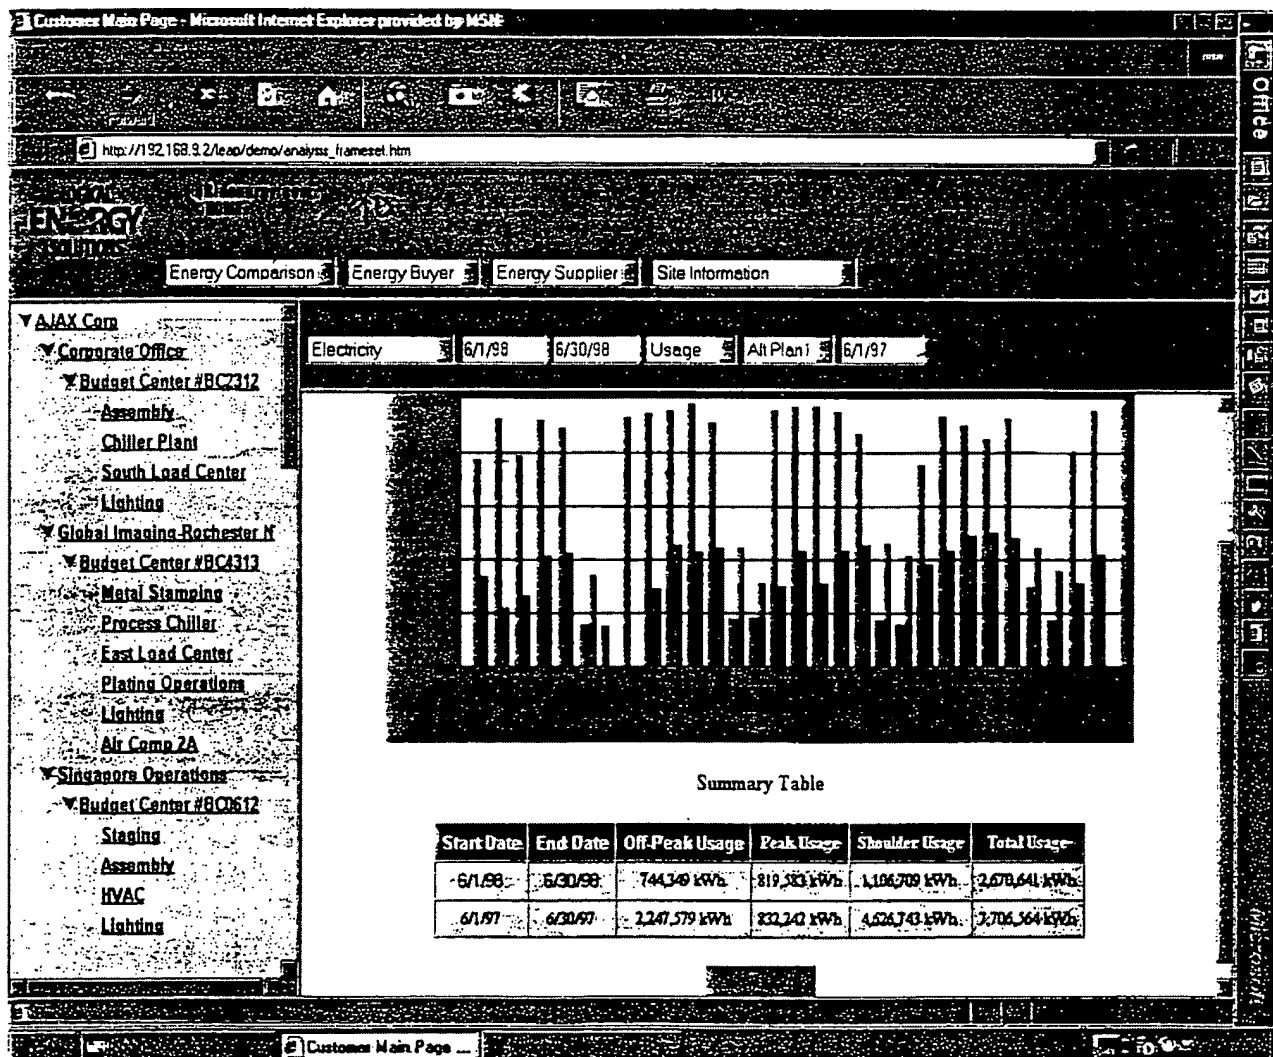 Customer Main Page - Microsoft Internet Explorer provided by MSN
msn
http://192.168.9.2/leap/demo/analysis_frameset.htm
ENERGY
SOLUTIONS
Energy Comparison Energy Buyer Energy Supplier Site Information
Electricity 6/1/98 6/30/98 Usage Alt Plan1 6/1/97
AJAX Corp
Corporate Office
Budget Center #BC2312
Assembly
Chiller Plant
South Load Center
Lighting
Global Imaging-Rochester N
Budget Center #BC4313
Metal Stamping
Process Chiller
East Load Center
Plating Operations
Lighting
Air Comp 2A
Singapore Operations
Budget Center #BC0612
Staging
Assembly
HVAC
Lighting
Summary Table
Start Date End Date Off-Peak Usage Peak Usage Shoulder Usage Total Usage
6/1/98 6/30/98 744,349 kWh 819,583 kWh 1,106,709 kWh 2,670,641 kWh
6/1/97 6/30/97 2,247,579 kWh 832,242 kWh 4,626,743 kWh 7,706,564 kWh
Office
Microsoft
Customer Main Page ...